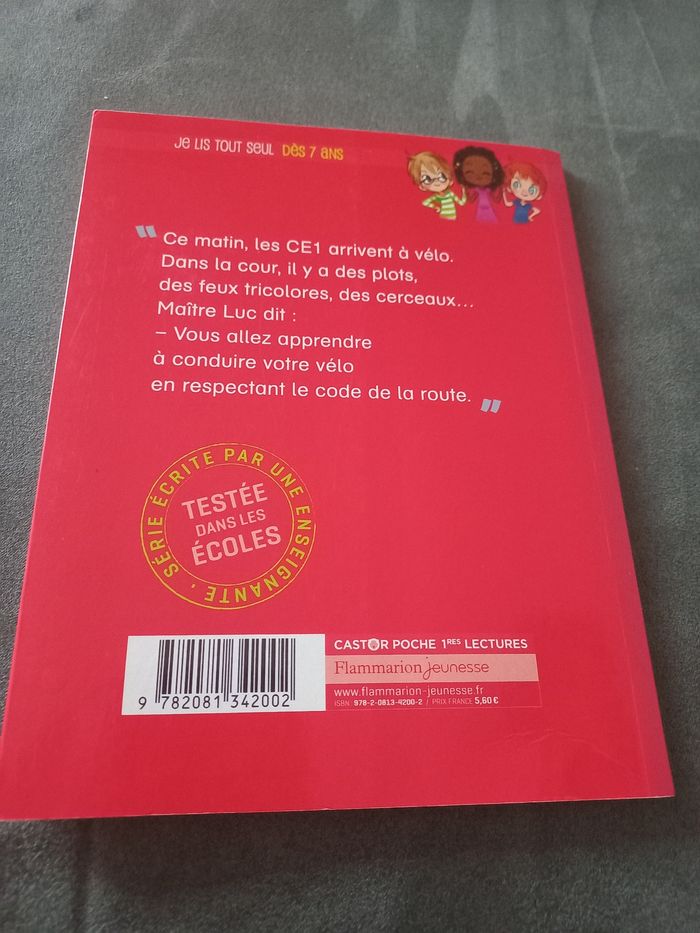 Je Lis TOUT Seul Dès 7 ans
" Ce matin, les CE1 arrivent à vélo.
Dans la cour, il y a des plots,
des feux tricolores, des cerceaux...
Maître Luc dit :
– Vous allez apprendre
à conduire votre vélo
en respectant le code de la route. "
SÉRIE ÉCRITE PAR UNE ENSEIGNANTE ·
TESTÉE
DANS LES
ÉCOLES
CASTOR POCHE 1RES LECTURES
Flammarion jeunesse
www.flammarion-jeunesse.fr
ISBN 978-2-0813-4200-2 / PRIX FRANCE 5,60 €
9 782081 342002